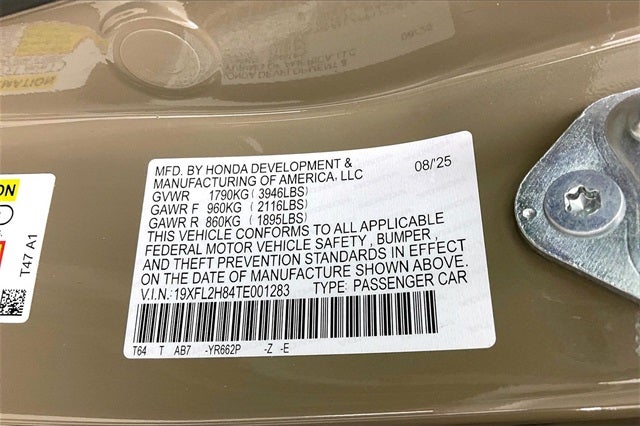 MFD. BY HONDA DEVELOPMENT & 08/'25
MANUFACTURING OF AMERICA, LLC
GVWR 1790KG (3946LBS)
GAWR F 960KG (2116LBS)
GAWR R 860KG (1895LBS)
THIS VEHICLE CONFORMS TO ALL APPLICABLE
FEDERAL MOTOR VEHICLE SAFETY, BUMPER,
AND THEFT PREVENTION STANDARDS IN EFFECT
ON THE DATE OF MANUFACTURE SHOWN ABOVE.
V.I.N.: 19XFL2H84TE001283 TYPE: PASSENGER CAR
T64 T AB7 -YR662P -Z -E
T47 A1